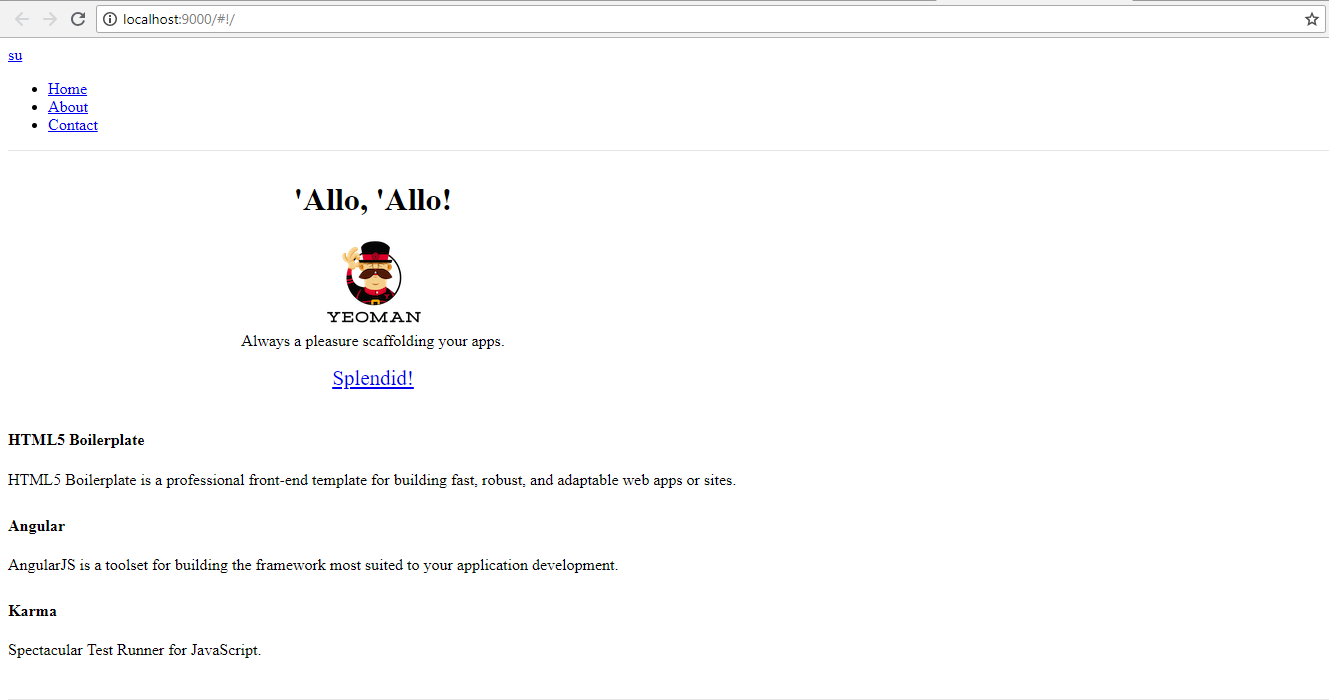 localhost:9000/#!/
su
Home
About
Contact
'Allo, 'Allo!
YEOMAN
Always a pleasure scaffolding your apps.
Splendid!
HTML5 Boilerplate
HTML5 Boilerplate is a professional front-end template for building fast, robust, and adaptable web apps or sites.
Angular
AngularJS is a toolset for building the framework most suited to your application development.
Karma
Spectacular Test Runner for JavaScript.